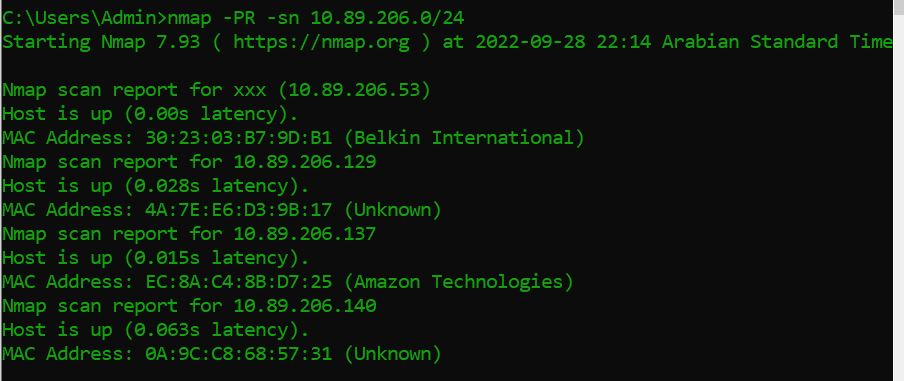 C:\Users\Admin>nmap -PR -sn 10.89.206.0/24
Starting Nmap 7.93 ( https://nmap.org ) at 2022-09-28 22:14 Arabian Standard Time
Nmap scan report for xxx (10.89.206.53)
Host is up (0.00s latency).
MAC Address: 30:23:03:B7:9D:B1 (Belkin International)
Nmap scan report for 10.89.206.129
Host is up (0.028s latency).
MAC Address: 4A:7E:E6:D3:9B:17 (Unknown)
Nmap scan report for 10.89.206.137
Host is up (0.015s latency).
MAC Address: EC:8A:C4:8B:D7:25 (Amazon Technologies)
Nmap scan report for 10.89.206.140
Host is up (0.063s latency).
MAC Address: 0A:9C:C8:68:57:31 (Unknown)